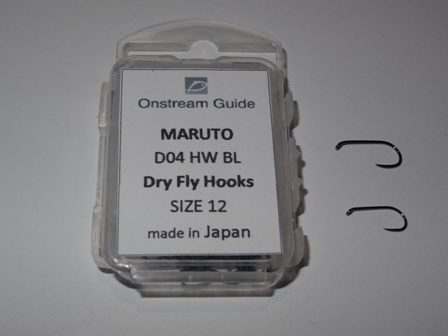 Onstream Guide
MARUTO
D04 HW BL
Dry Fly Hooks
SIZE 12
made in Japan